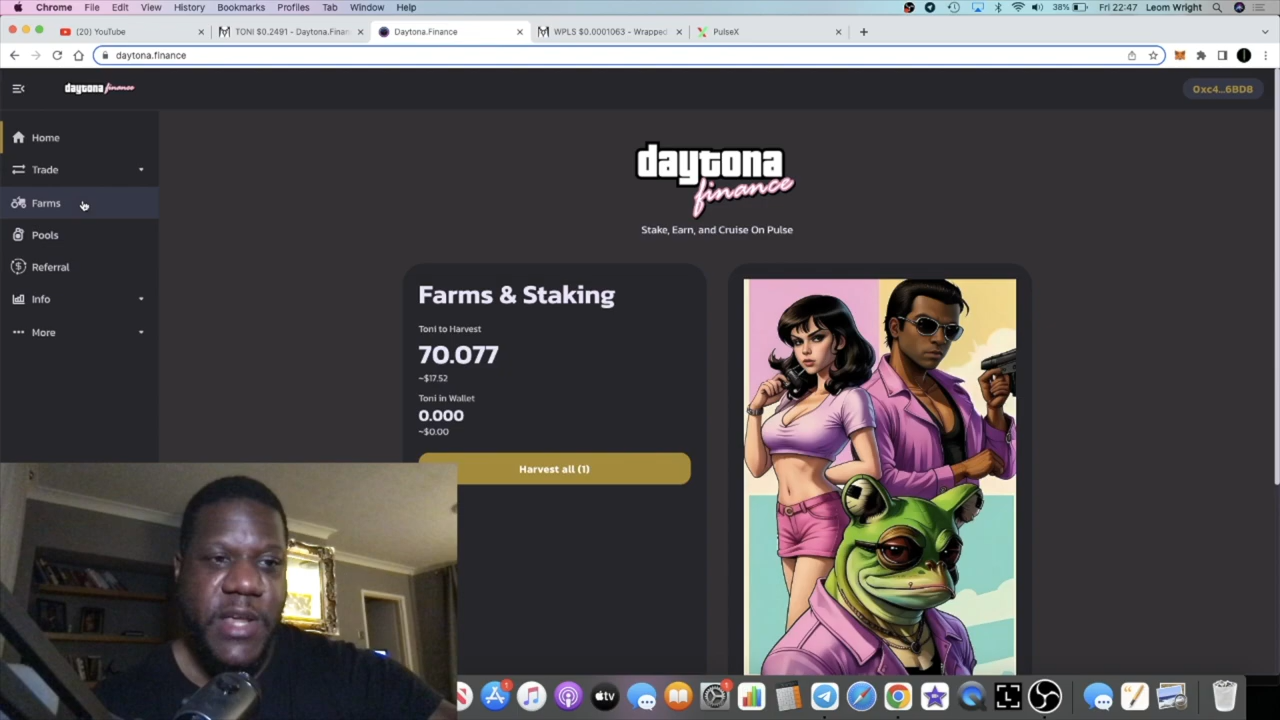 Chrome File Edit View History Bookmarks Profiles Tab Window Help 38% Fri 22:47 Leom Wright
(20) YouTube TONI $0.2491 - Daytona.Finan Daytona.Finance WPLS $0.0001063 - Wrapped PulseX
daytona.finance
daytona finance 0xc4...6BD8
Home
Trade
Farms
Pools
Referral
Info
More
daytona
finance
Stake, Earn, and Cruise On Pulse
Farms & Staking
Toni to Harvest
70.077
~$17.52
Toni in Wallet
0.000
~$0.00
Harvest all (1)
tv